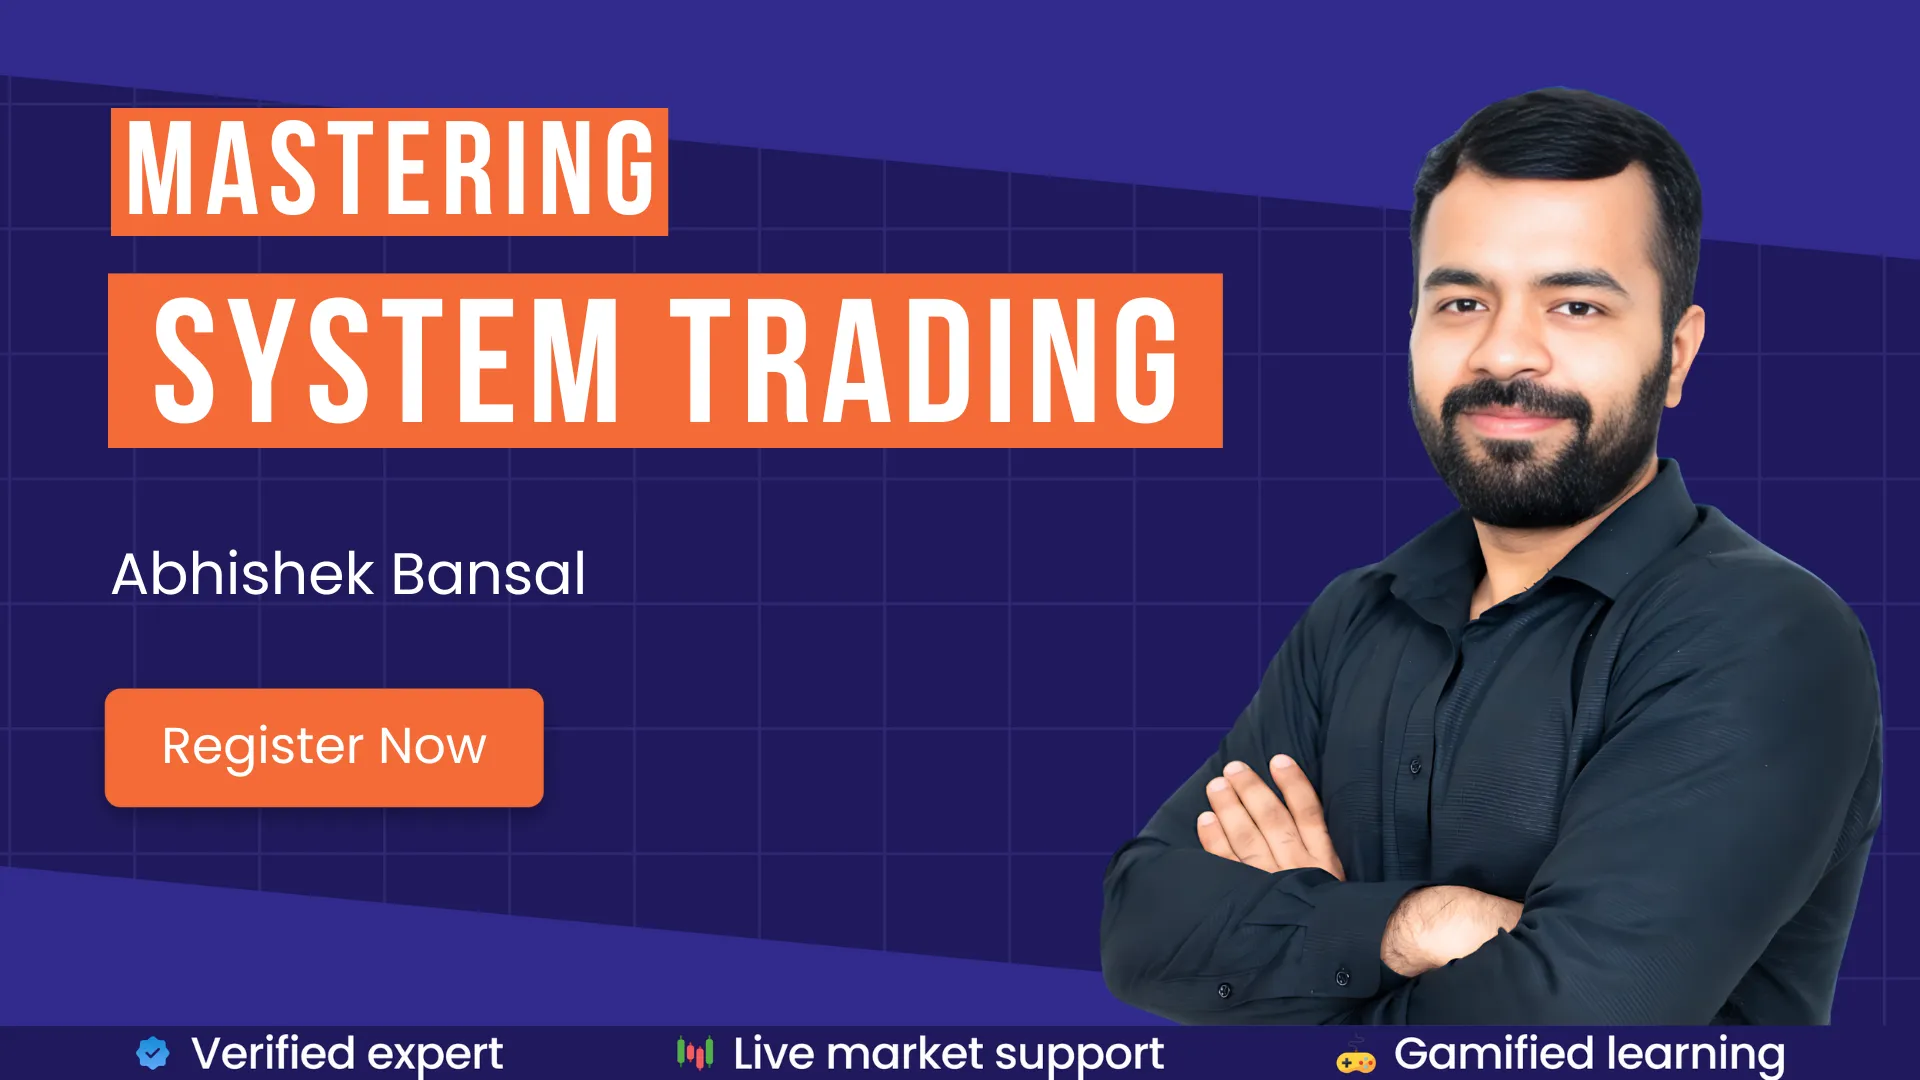 MASTERING
SYSTEM TRADING
Abhishek Bansal
Register Now
Verified expert
Live market support
Gamified learning